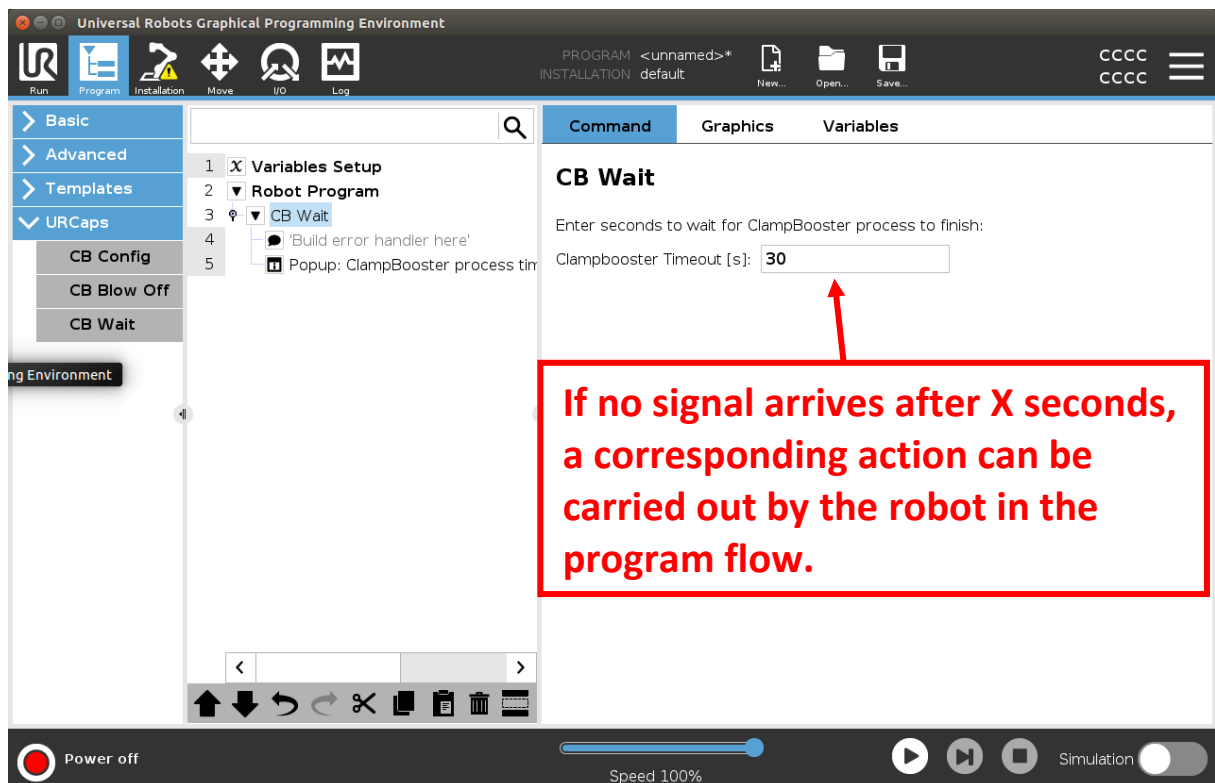 Universal Robots Graphical Programming Environment
PROGRAM <unnamed>*
INSTALLATION default
Run Program Installation Move I/O Log New... Open... Save...
CCCC
CCCC
Basic
Advanced
Templates
URCaps
CB Config
CB Blow Off
CB Wait
ng Environment
1 X Variables Setup
2 Robot Program
3 CB Wait
4 'Build error handler here'
5 Popup: ClampBooster process tim
Command Graphics Variables
CB Wait
Enter seconds to wait for ClampBooster process to finish:
Clampbooster Timeout [s]: 30
If no signal arrives after X seconds,
a corresponding action can be
carried out by the robot in the
program flow.
Power off
Speed 100%
Simulation